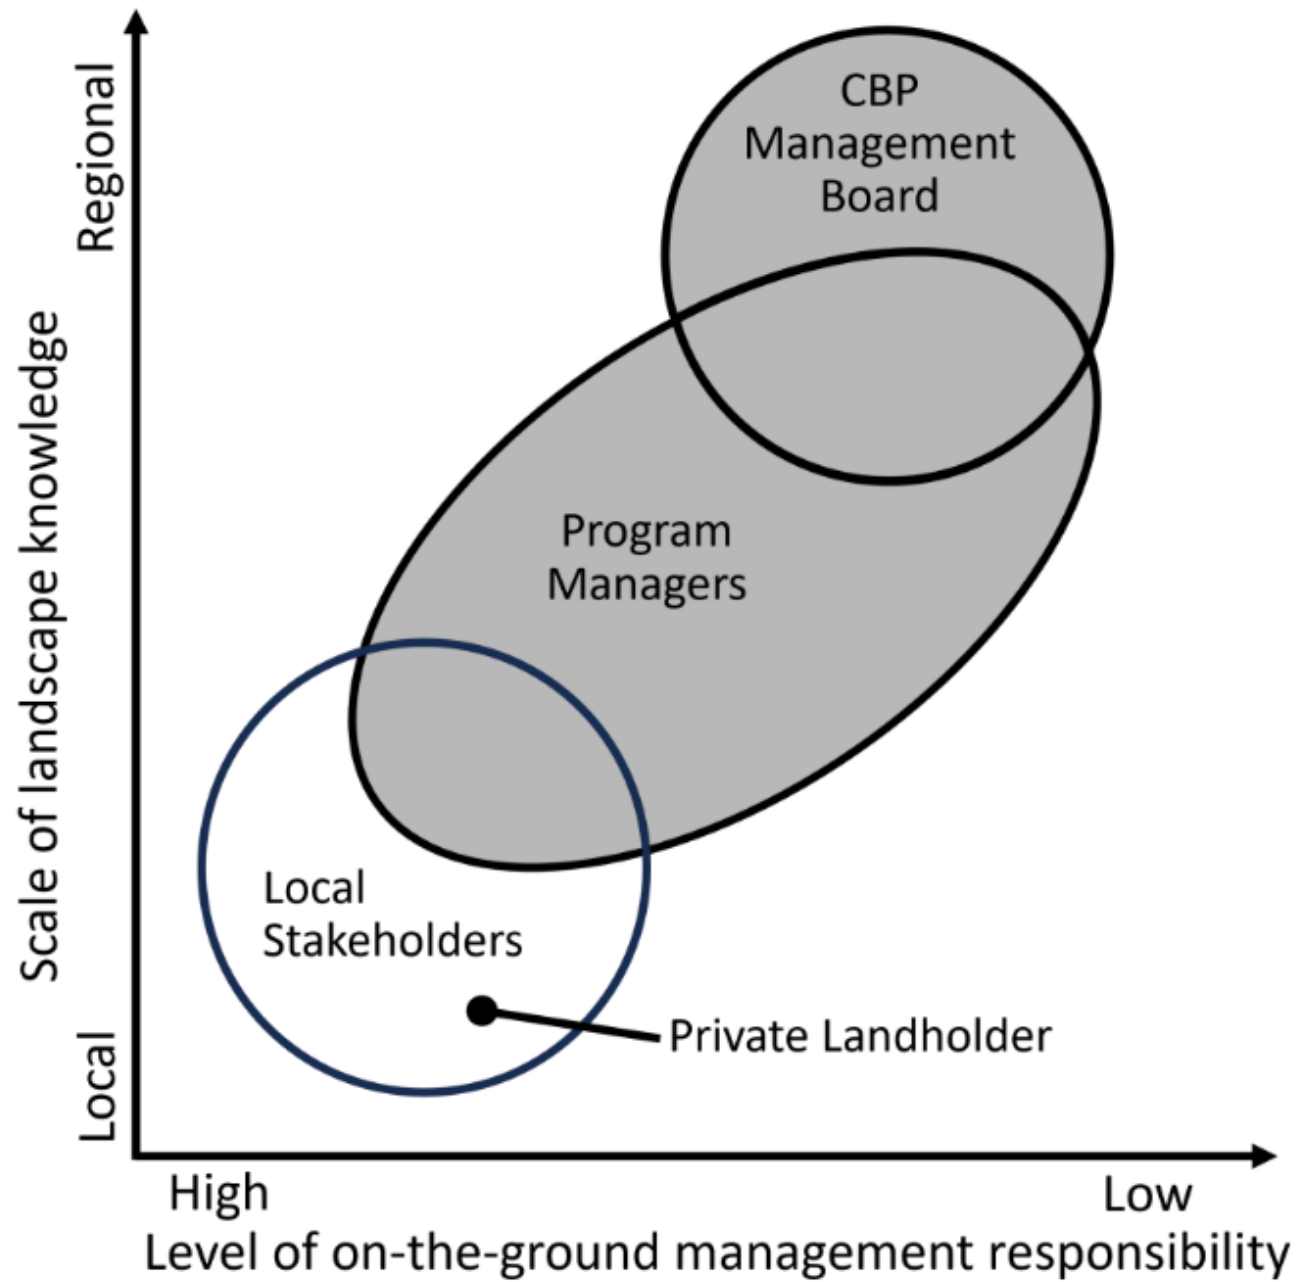 Regional
Scale of landscape knowledge
Local
CBP
Management
Board
Program
Managers
Local
Stakeholders
Private Landholder
High
Low
Level of on-the-ground management responsibility